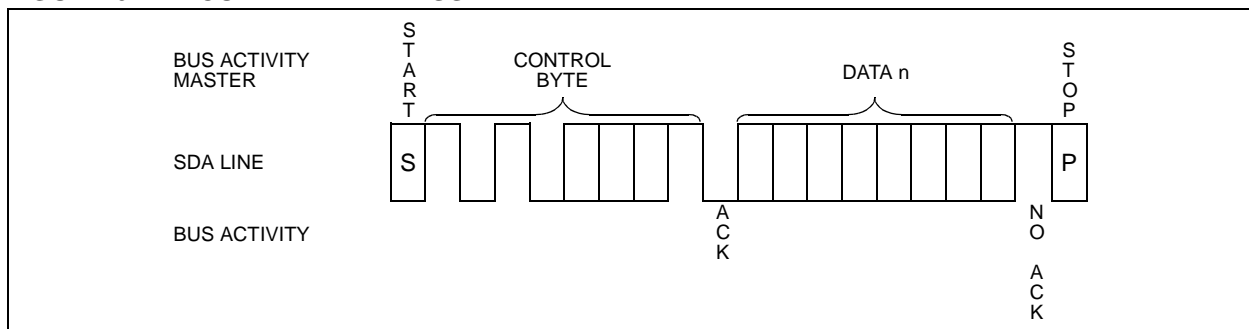 START
BUS ACTIVITY
MASTER
CONTROL
BYTE
DATA n
STOP
SDA LINE
S
P
BUS ACTIVITY
ACK
NO ACK